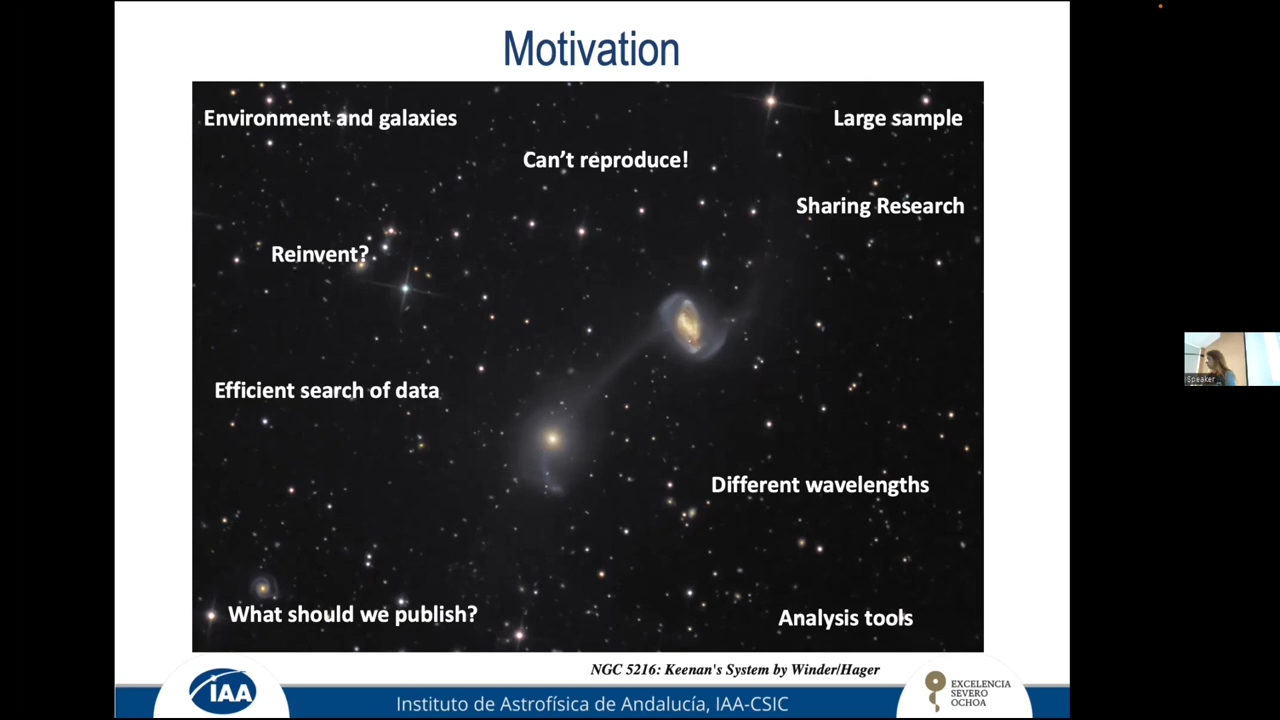 Motivation
Environment and galaxies
Large sample
Can't reproduce!
Sharing Research
Reinvent?
Efficient search of data
Different wavelengths
What should we publish?
Analysis tools
NGC 5216: Keenan's System by Winder/Hager
IAA
Instituto de Astrofísica de Andalucía, IAA-CSIC
EXCELENCIA
SEVERO
OCHOA
Speaker